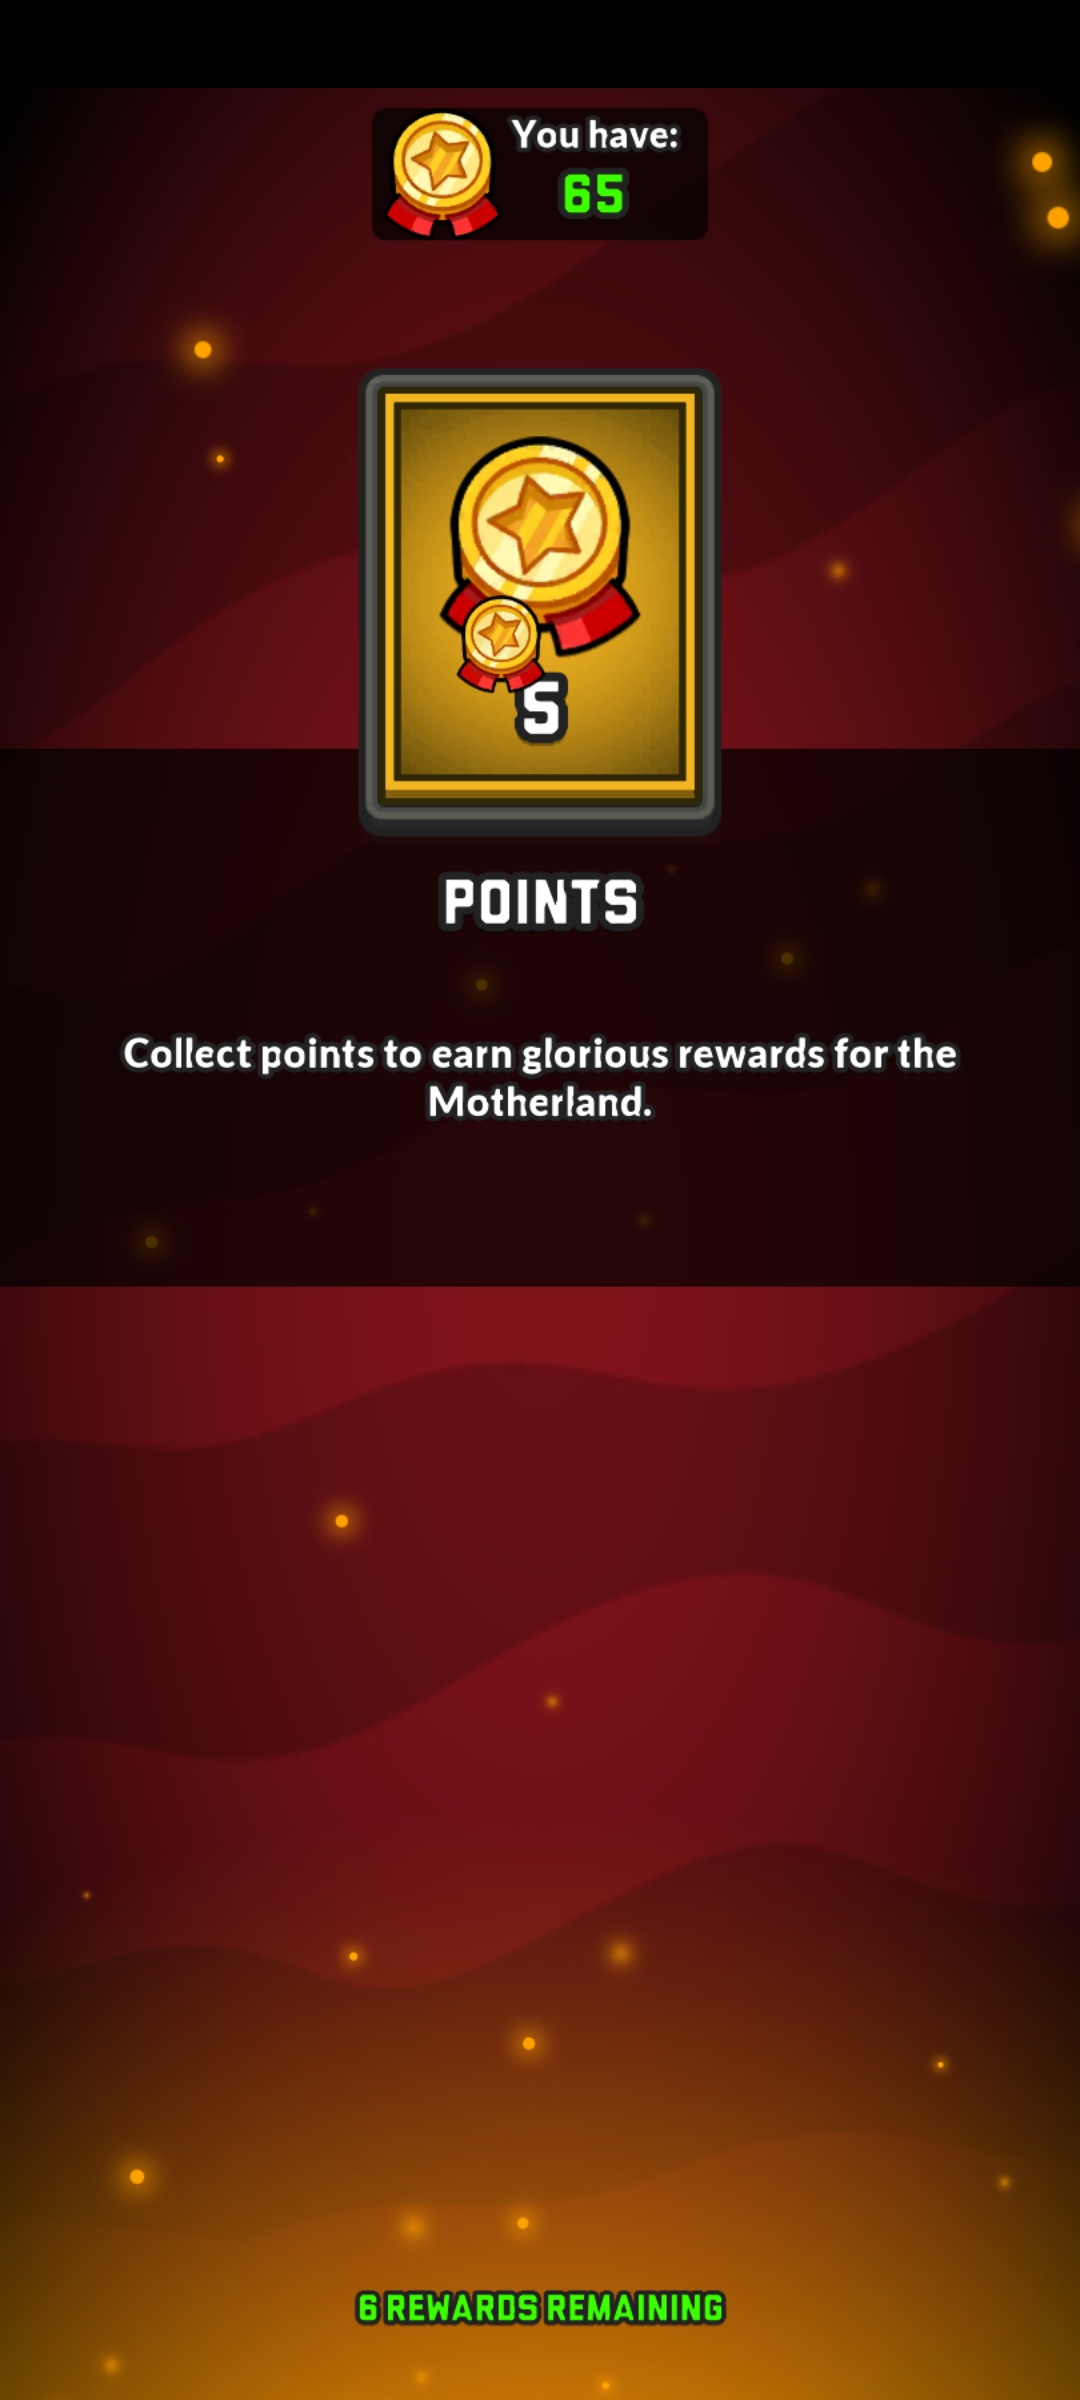 You have:
65
5
POINTS
Collect points to earn glorious rewards for the
Motherland.
6 REWARDS REMAINING